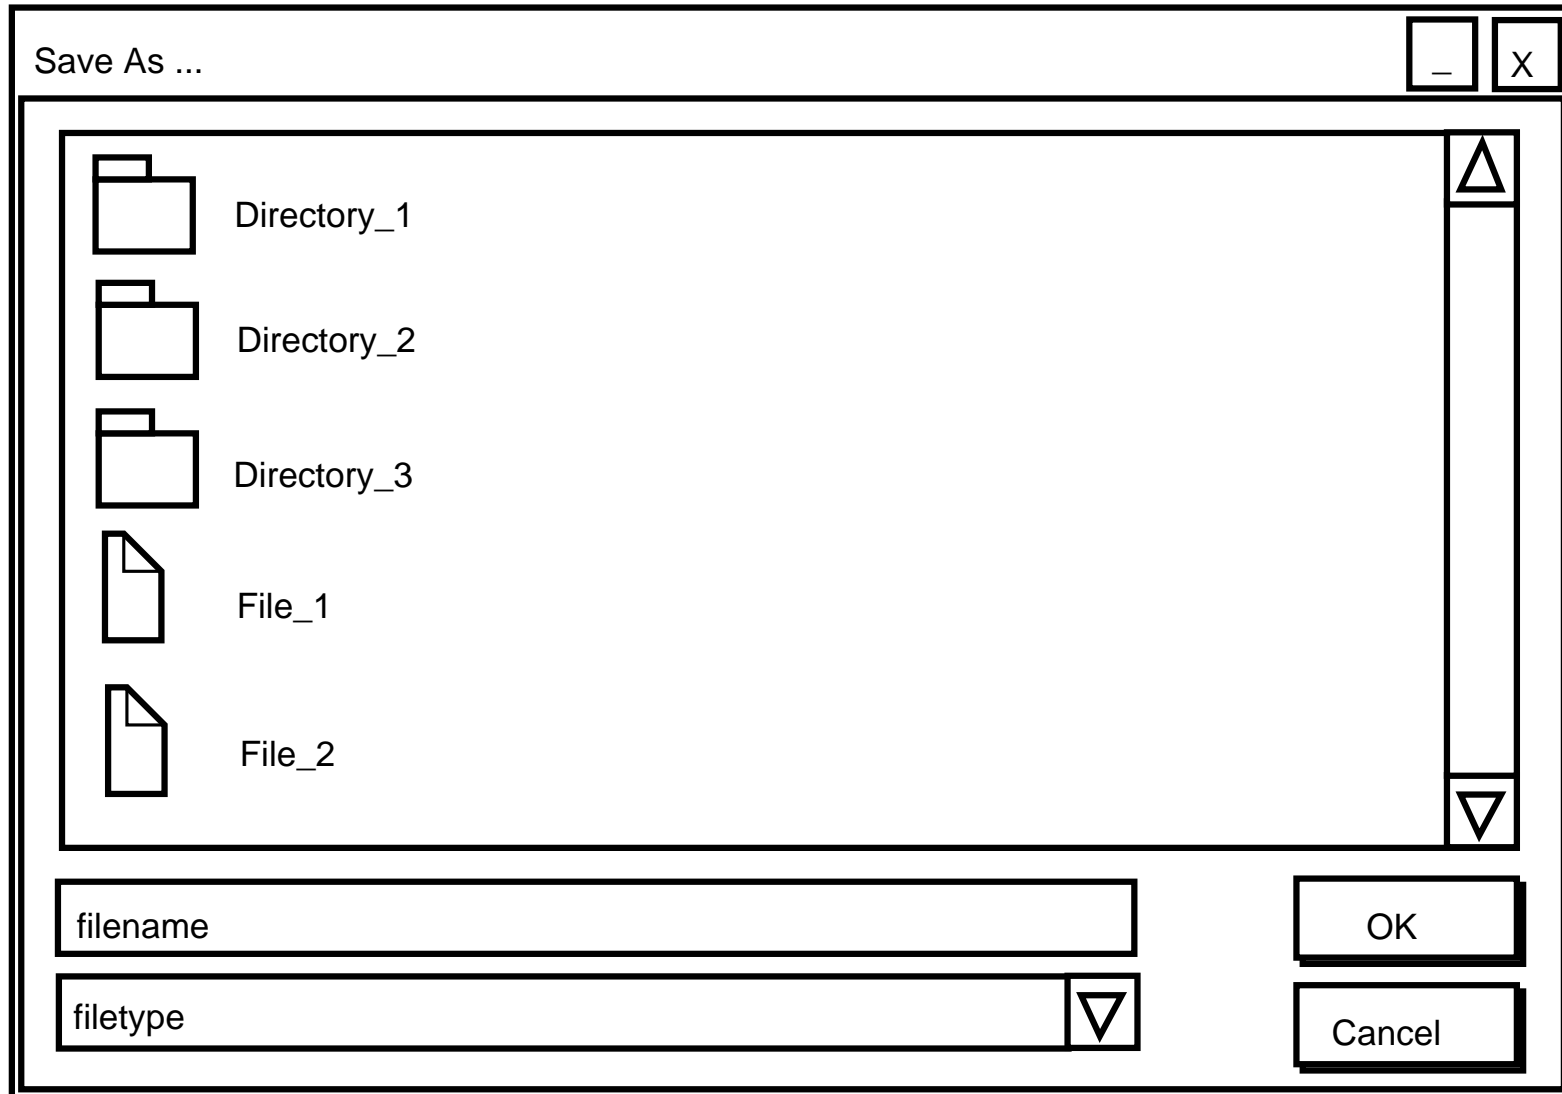 Save As ...
_
X
Directory_1
Directory_2
Directory_3
File_1
File_2
filename
OK
filetype
Cancel